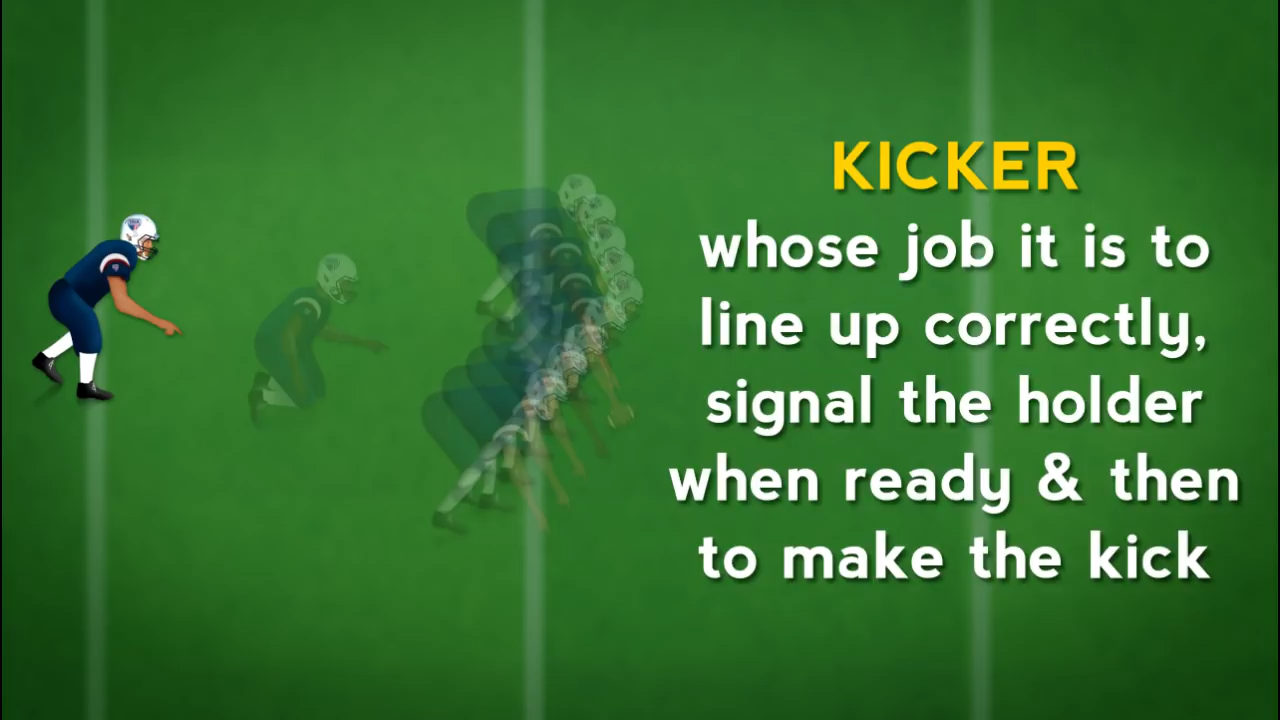 KICKER
whose job it is to
line up correctly,
signal the holder
when ready & then
to make the kick